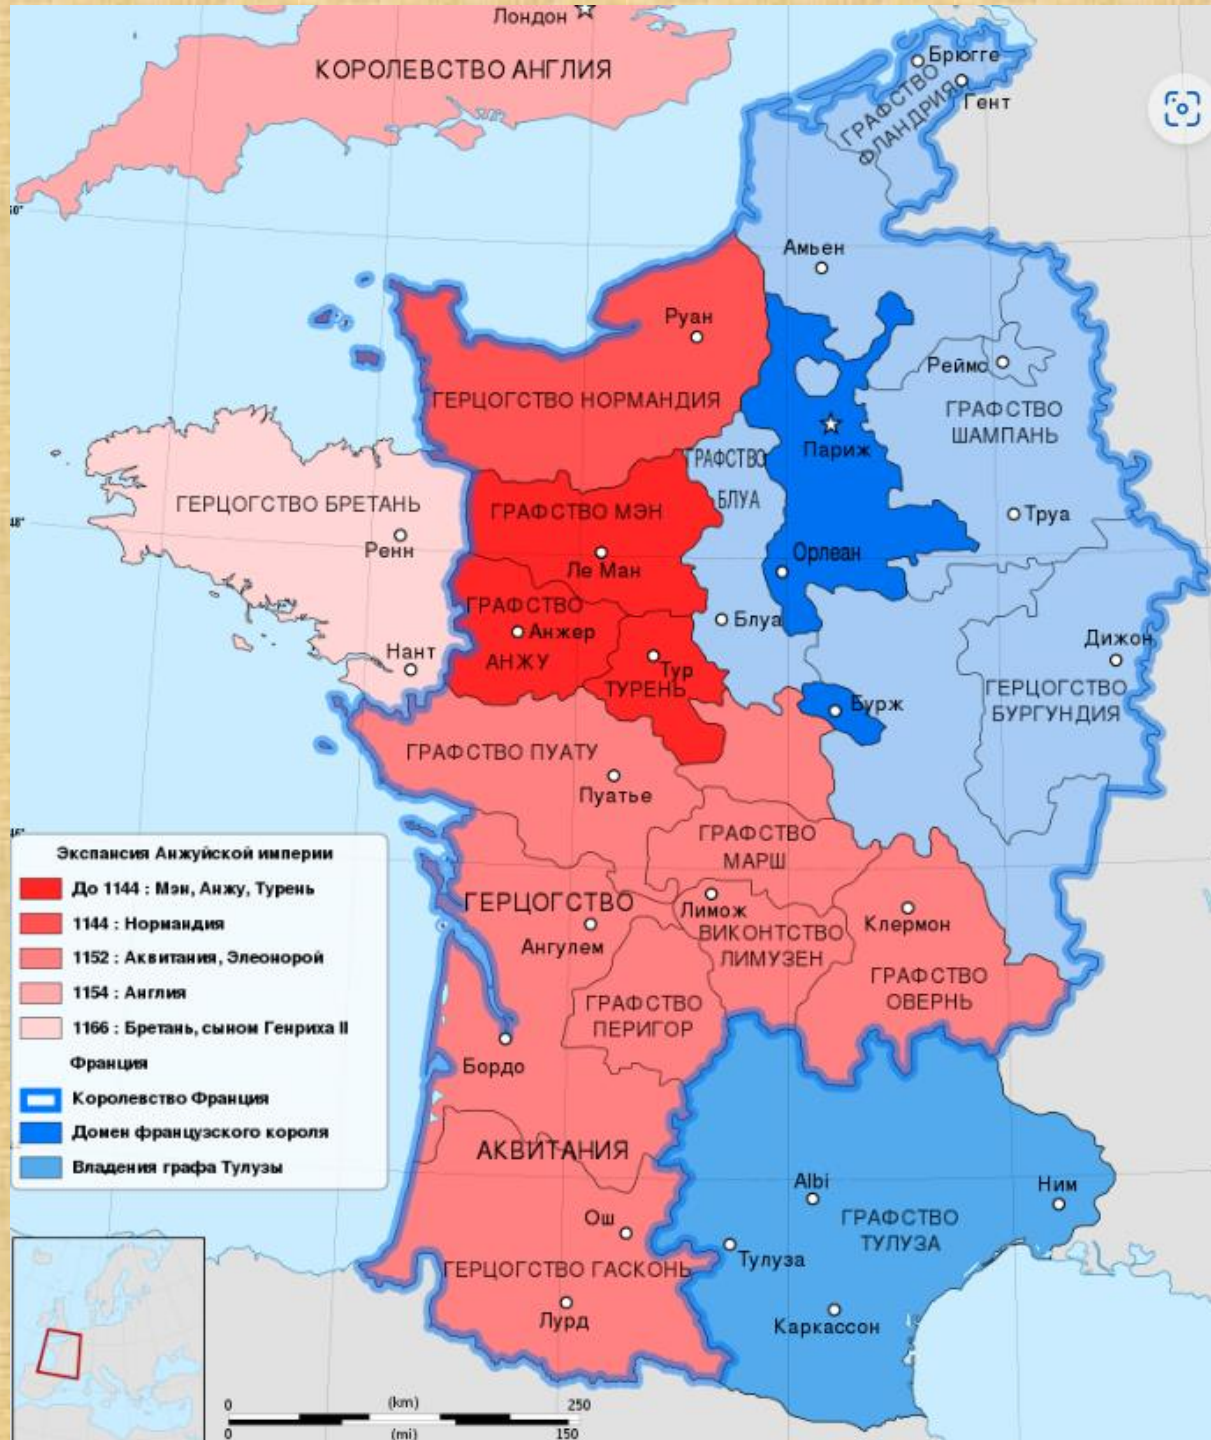 Лондон
КОРОЛЕВСТВО АНГЛИЯ
Брюгге
Гент
ГРАФСТВО
ФЛАНДРИЯ
50°
Амьен
Руан
Реймс
ГЕРЦОГСТВО НОРМАНДИЯ
ГРАФСТВО
ШАМПАНЬ
Париж
ГРАФСТВО
БЛУА
ГЕРЦОГСТВО БРЕТАНЬ
Ренн
48°
ГРАФСТВО МЭН
Ле Ман
Труа
Орлеан
ГРАФСТВО
АНЖУ
Анжер
Блуа
Нант
Тур
ТУРЕНЬ
Дижон
ГЕРЦОГСТВО
БУРГУНДИЯ
Бурж
ГРАФСТВО ПУАТУ
Пуатье
46°
ГРАФСТВО
МАРШ
ГЕРЦОГСТВО
Лимож
Ангулем
ВИКОНТСТВО
ЛИМУЗЕН
Клермон
ГРАФСТВО
ОВЕРНЬ
ГРАФСТВО
ПЕРИГОР
Бордо
АКВИТАНИЯ
Albi
Ним
Ош
ГРАФСТВО
ТУЛУЗА
Тулуза
ГЕРЦОГСТВО ГАСКОНЬ
Лурд
Каркассон
Экспансия Анжуйской империи
До 1144 : Мэн, Анжу, Турень
1144 : Нормандия
1152 : Аквитания, Элеонорой
1154 : Англия
1166 : Бретань, сыном Генриха II
Франция
Королевство Франция
Домен французского короля
Владения графа Тулузы
0 (km) 250
0 (mi) 150